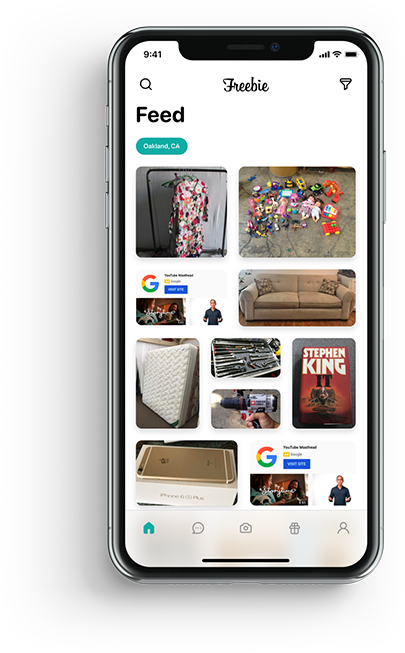 9:41
Freebie
Feed
Oakland, CA
YouTube Masthead
Ad Google
VISIT SITE
STEPHEN
KING
IT
iPhone 6s Plus
YouTube Masthead
Ad Google
VISIT SITE